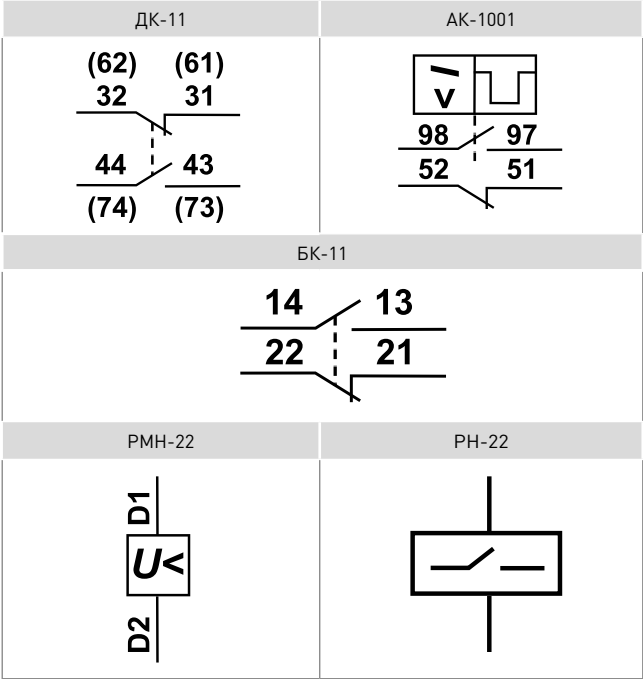 ДК-11 АК-1001
(62) (61)
32 31
44 43
(74) (73)
I
>
98 97
52 51
БК-11
14 13
22 21
РМН-22 РН-22
D1
U<
D2